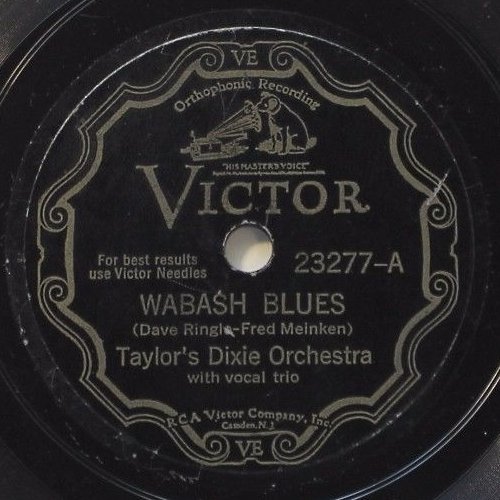 VE
Orthophonic Recording
"HIS MASTER'S VOICE"
VICTOR
For best results
use Victor Needles
23277-A
WABASH BLUES
(Dave Ringle-Fred Meinken)
Taylor's Dixie Orchestra
with vocal trio
RCA Victor Company, Inc.
Camden, N.J.
VE